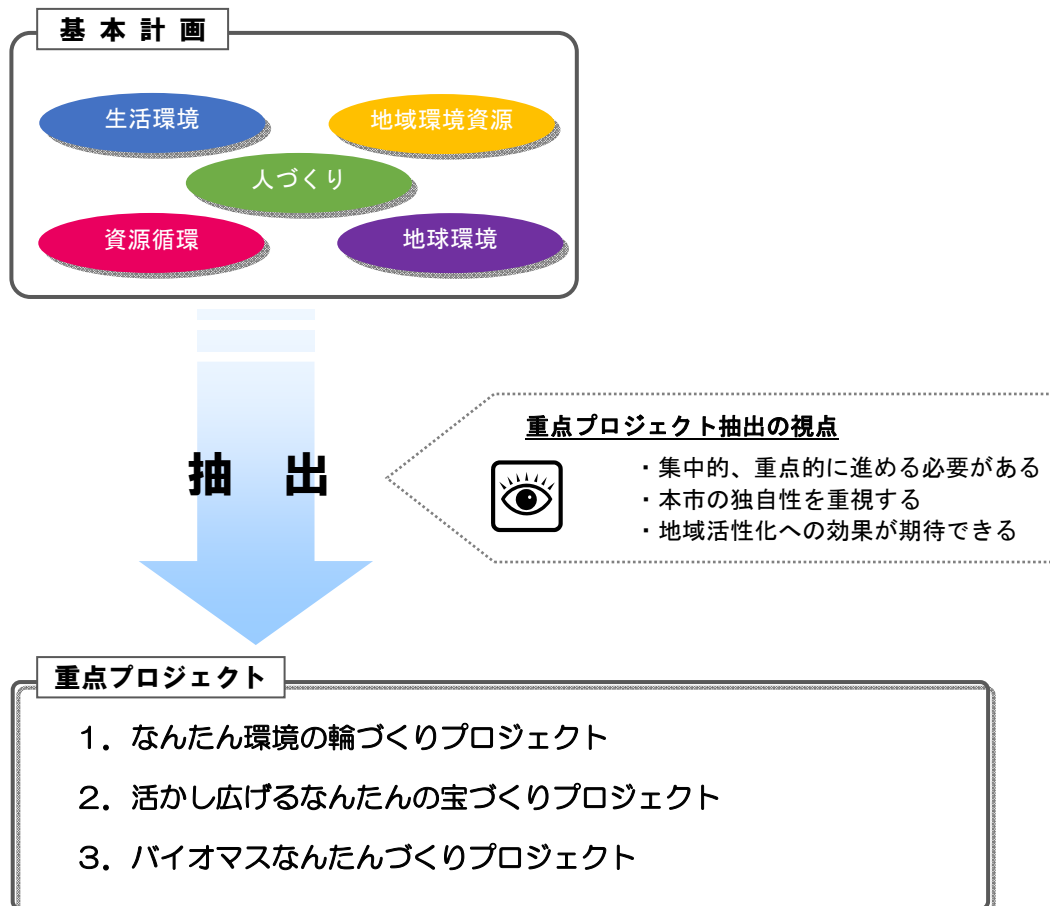 基本計画
生活環境
地域環境資源
人づくり
資源循環
地球環境
抽出
重点プロジェクト抽出の視点
・集中的、重点的に進める必要がある
・本市の独自性を重視する
・地域活性化への効果が期待できる
重点プロジェクト
１．なんたん環境の輪づくりプロジェクト
２．活かし広げるなんたんの宝づくりプロジェクト
３．バイオマスなんたんづくりプロジェクト